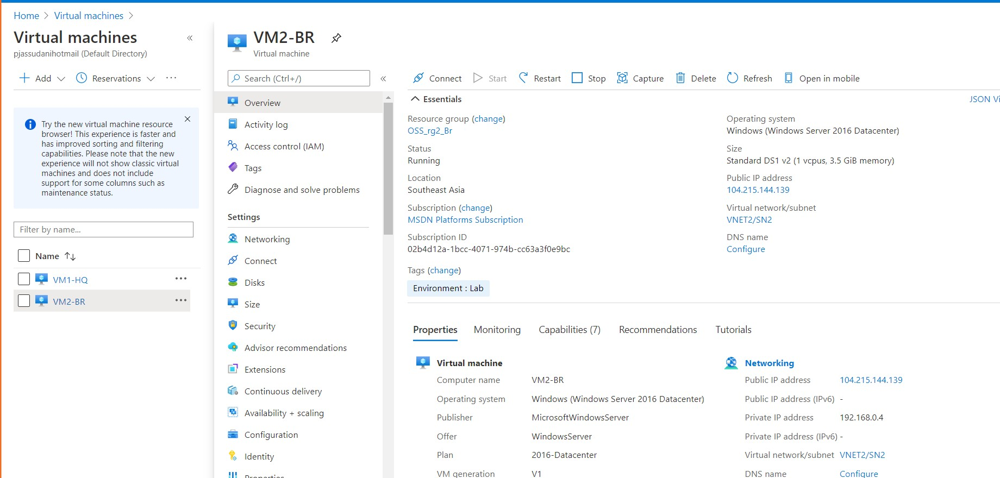 Home > Virtual machines >
Virtual machines
«
pjassudanihotmail (Default Directory)
Add
Reservations
···
Try the new virtual machine resource
browser! This experience is faster and
has improved sorting and filtering
capabilities. Please note that the new
experience will not show classic virtual
machines and does not include
support for some columns such as
maintenance status.
Filter by name...
Name ↑↓
VM1-HQ ···
VM2-BR ···
VM2-BR
Virtual machine
Search (Ctrl+/)
«
Overview
Activity log
Access control (IAM)
Tags
Diagnose and solve problems
Settings
Networking
Connect
Disks
Size
Security
Advisor recommendations
Extensions
Continuous delivery
Availability + scaling
Configuration
Identity
Properties
Connect Start Restart Stop Capture Delete Refresh Open in mobile
Essentials
JSON Vi
Resource group (change)
OSS_rg2_Br
Status
Running
Location
Southeast Asia
Subscription (change)
MSDN Platforms Subscription
Subscription ID
02b4d12a-1bcc-4071-974b-cc63a3f0e9bc
Operating system
Windows (Windows Server 2016 Datacenter)
Size
Standard DS1 v2 (1 vcpus, 3.5 GiB memory)
Public IP address
104.215.144.139
Virtual network/subnet
VNET2/SN2
DNS name
Configure
Tags (change)
Environment : Lab
Properties Monitoring Capabilities (7) Recommendations Tutorials
Virtual machine
Computer name VM2-BR
Operating system Windows (Windows Server 2016 Datacenter)
Publisher MicrosoftWindowsServer
Offer WindowsServer
Plan 2016-Datacenter
VM generation V1
Networking
Public IP address 104.215.144.139
Public IP address (IPv6) -
Private IP address 192.168.0.4
Private IP address (IPv6) -
Virtual network/subnet VNET2/SN2
DNS name Configure